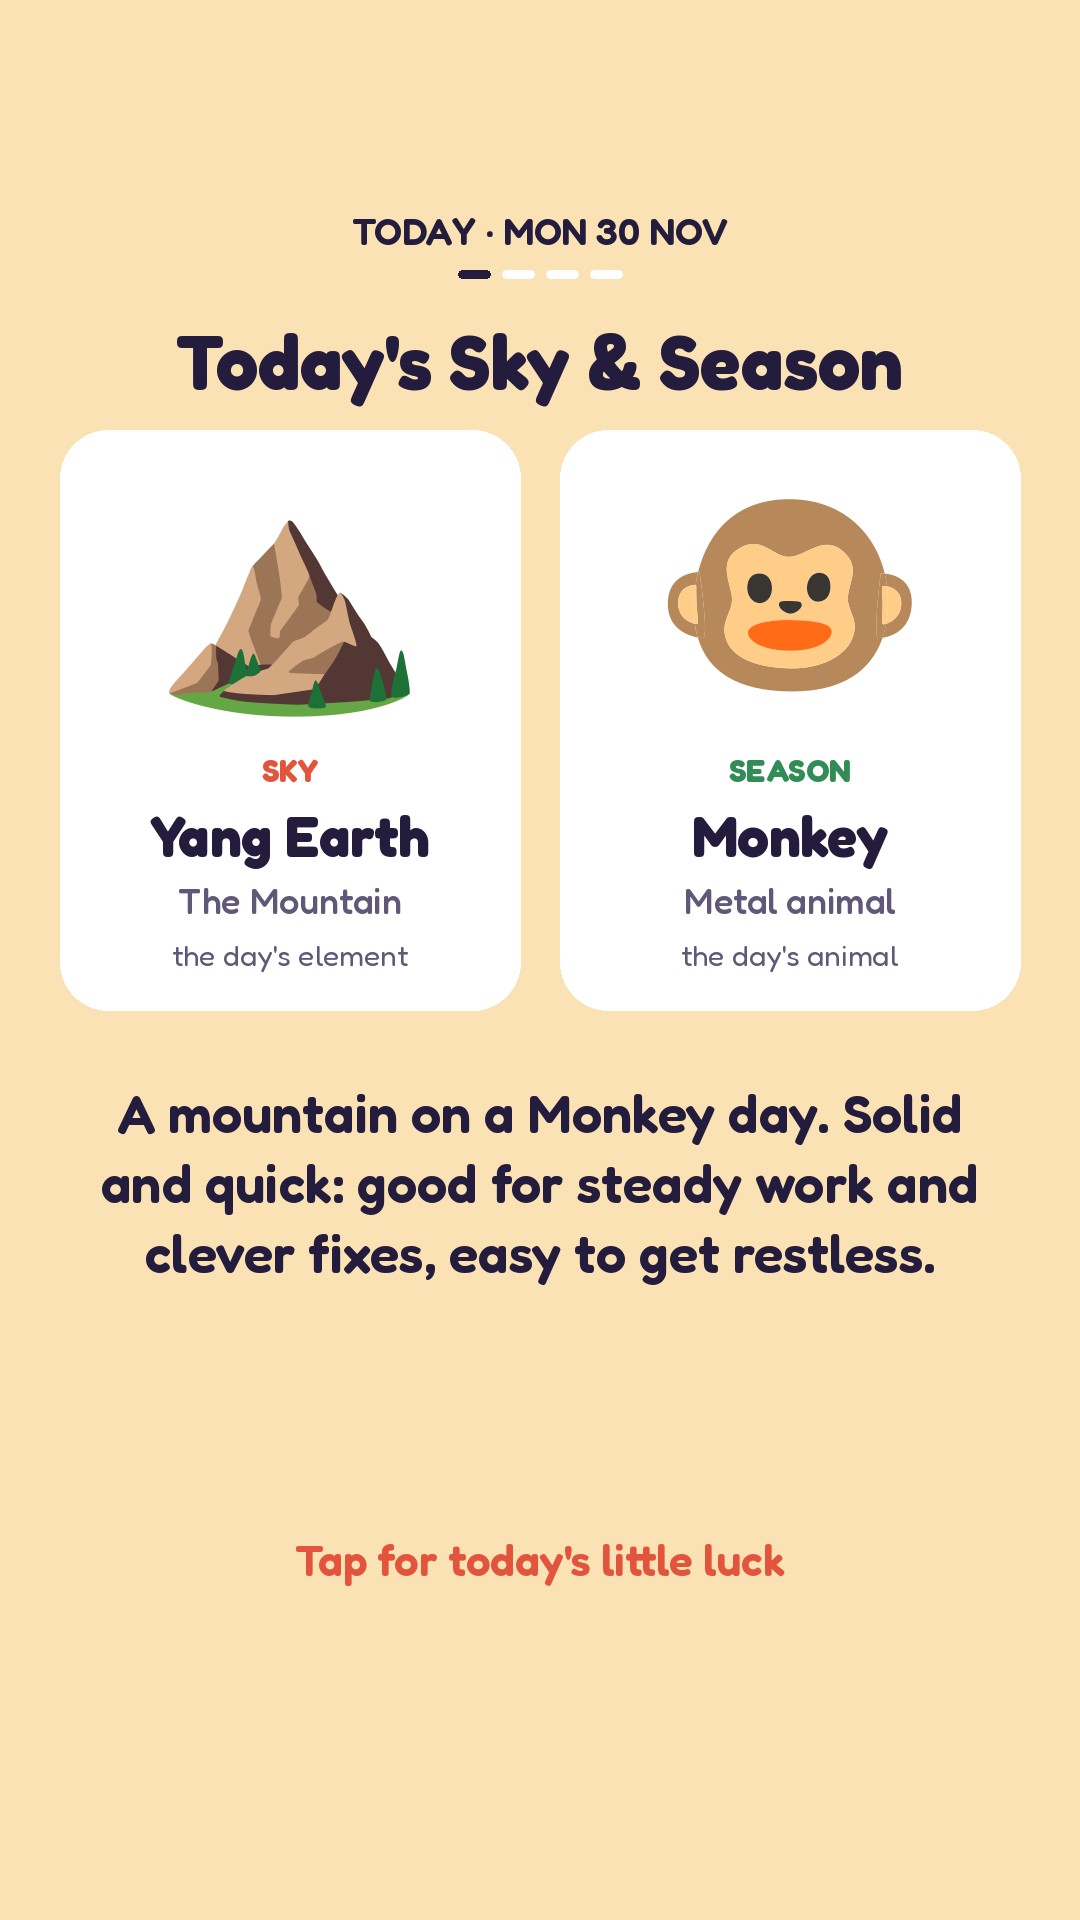 TODAY · MON 30 NOV
Today's Sky & Season
SKY
Yang Earth
The Mountain
the day's element
SEASON
Monkey
Metal animal
the day's animal
A mountain on a Monkey day. Solid
and quick: good for steady work and
clever fixes, easy to get restless.
Tap for today's little luck